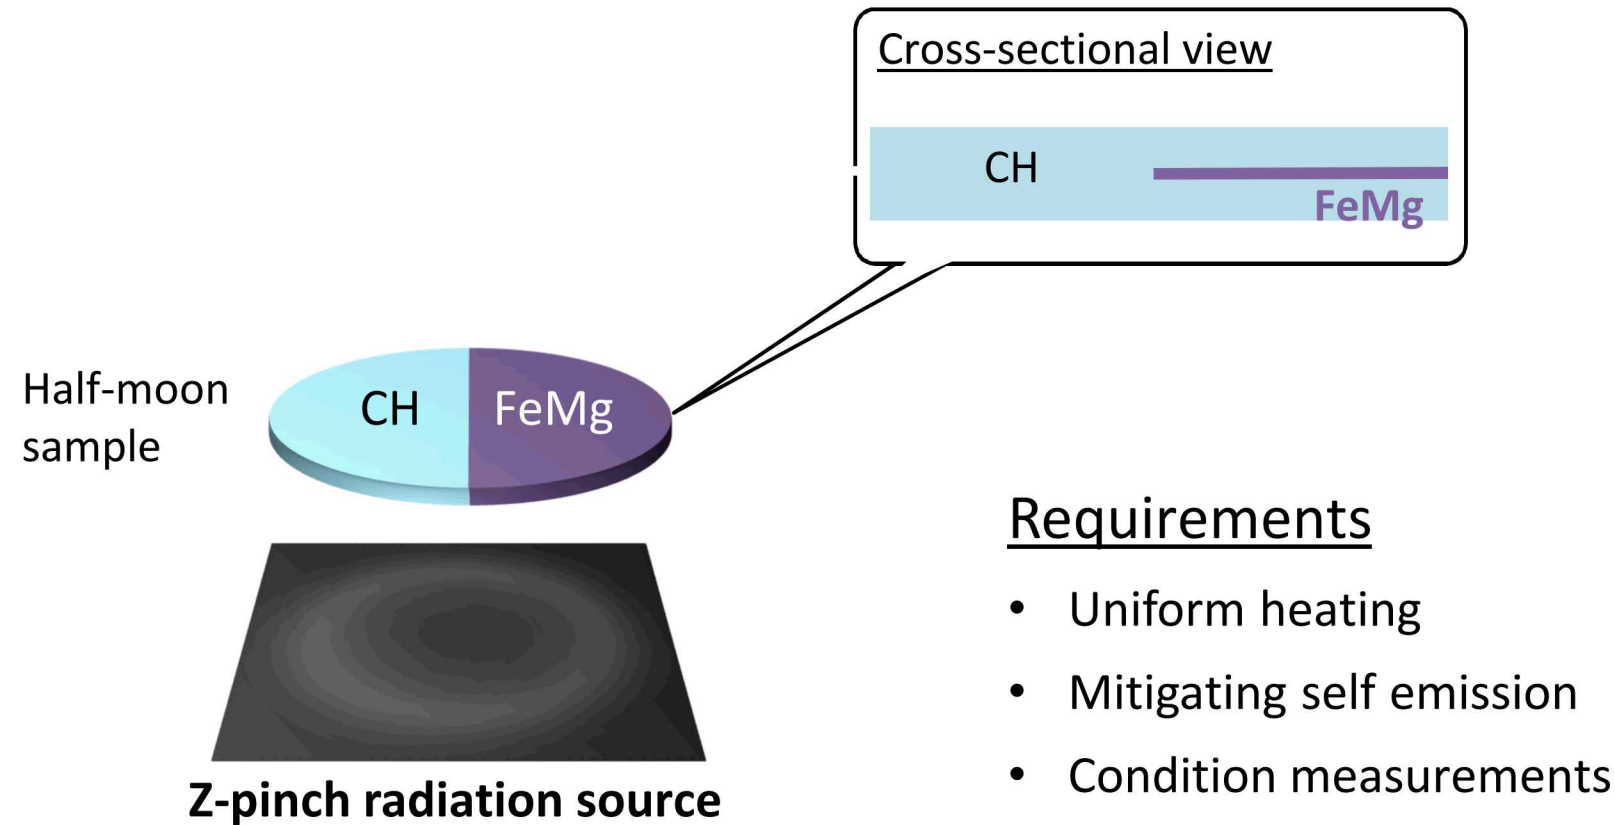 Cross-sectional view
CH
FeMg
Half-moon
sample
CH
FeMg
Requirements
• Uniform heating
• Mitigating self emission
• Condition measurements
Z-pinch radiation source